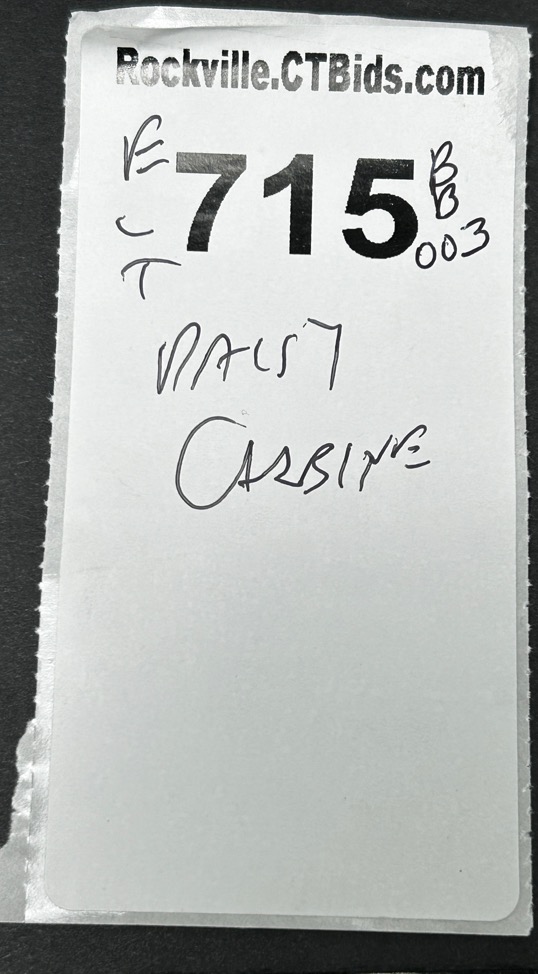 Rockville.CTBids.com
715
BB
003
DAISY
CARBINE